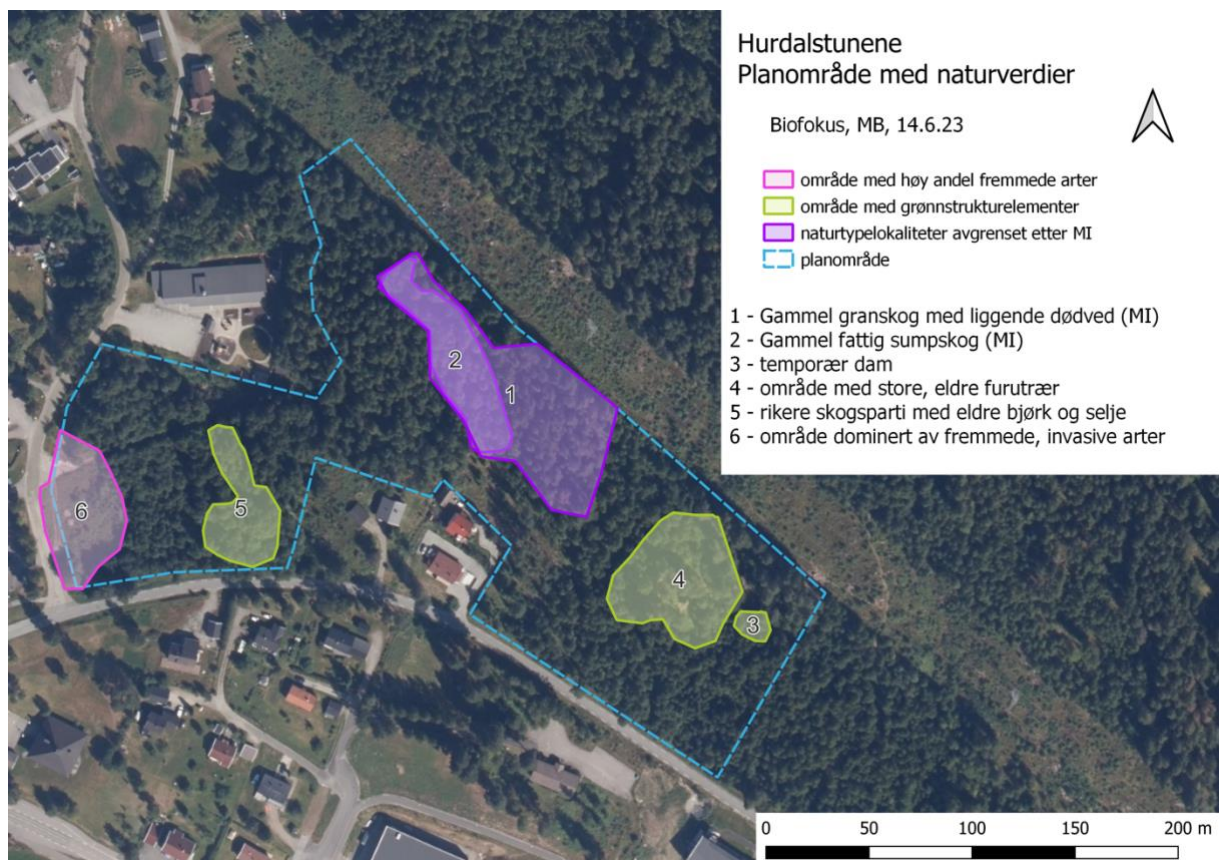 Hurdalstunene
Planområde med naturverdier
Biofokus, MB, 14.6.23
område med høy andel fremmede arter
område med grønnstrukturelementer
naturtypelokaliteter avgrenset etter MI
planområde
1 - Gammel granskog med liggende dødved (MI)
2 - Gammel fattig sumpskog (MI)
3 - temporær dam
4 - område med store, eldre furutrær
5 - rikere skogsparti med eldre bjørk og selje
6 - område dominert av fremmede, invasive arter
2
1
6
5
4
3
0 50 100 150 200 m